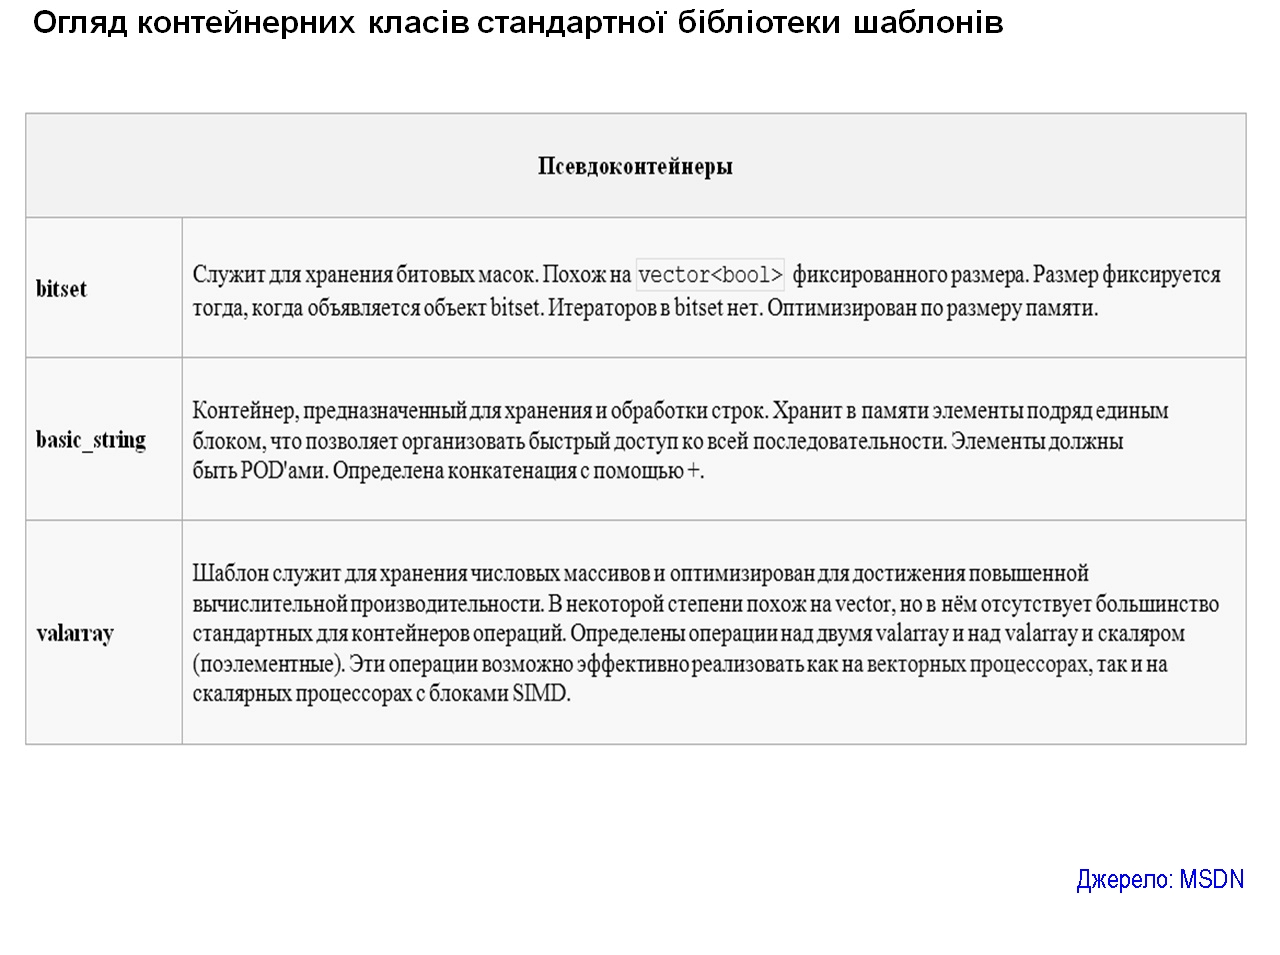 Огляд контейнерних класів стандартної бібліотеки шаблонів
Псевдоконтейнеры
bitset
Служит для хранения битовых масок. Похож на vector<bool> фиксированного размера. Размер фиксируется
тогда, когда объявляется объект bitset. Итераторов в bitset нет. Оптимизирован по размеру памяти.
basic_string
Контейнер, предназначенный для хранения и обработки строк. Хранит в памяти элементы подряд единым
блоком, что позволяет организовать быстрый доступ ко всей последовательности. Элементы должны
быть POD'ами. Определена конкатенация с помощью +.
valarray
Шаблон служит для хранения числовых массивов и оптимизирован для достижения повышенной
вычислительной производительности. В некоторой степени похож на vector, но в нём отсутствует большинство
стандартных для контейнеров операций. Определены операции над двумя valarray и над valarray и скаляром
(поэлементные). Эти операции возможно эффективно реализовать как на векторных процессорах, так и на
скалярных процессорах с блоками SIMD.
Джерело: MSDN